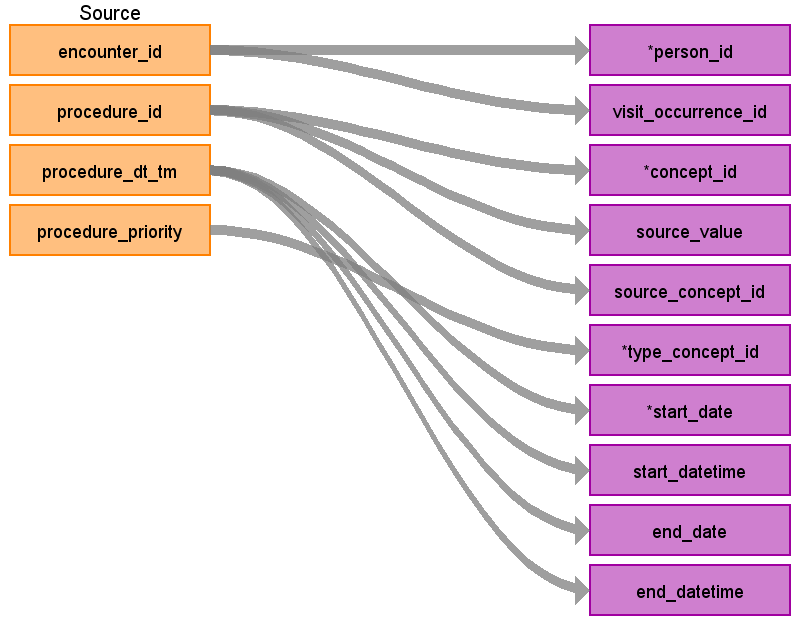 Source
encounter_id
procedure_id
procedure_dt_tm
procedure_priority
*person_id
visit_occurrence_id
*concept_id
source_value
source_concept_id
*type_concept_id
*start_date
start_datetime
end_date
end_datetime